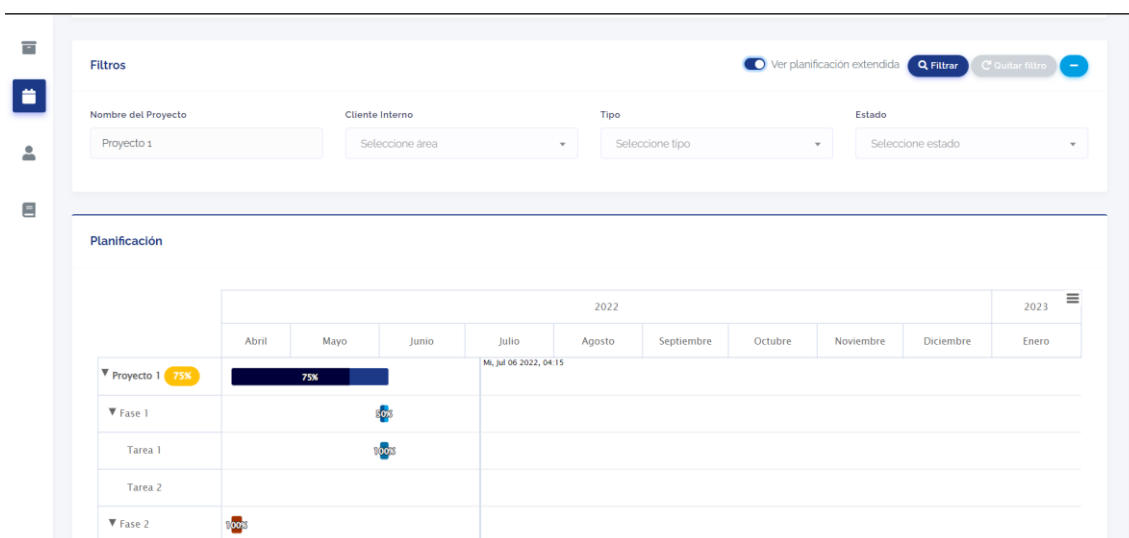 Filtros
Ver planificación extendida
Filtrar
Quitar filtro
Nombre del Proyecto
Cliente Interno
Tipo
Estado
Proyecto 1
Seleccione área
Seleccione tipo
Seleccione estado
Planificación
2022
2023
Abril
Mayo
Junio
Julio
Agosto
Septiembre
Octubre
Noviembre
Diciembre
Enero
Mi, Jul 06 2022, 04:15
Proyecto 1 75%
75%
Fase 1
50%
Tarea 1
100%
Tarea 2
Fase 2
100%